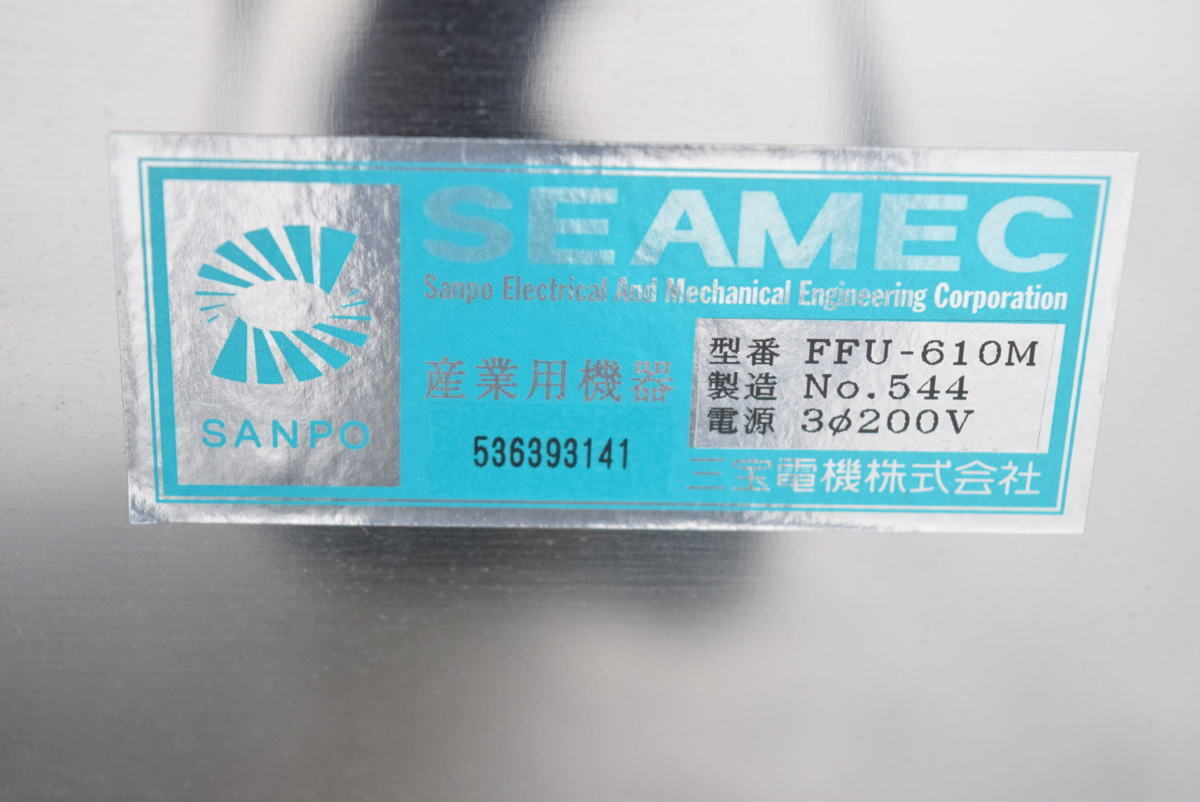 SANPO
SEAMEC
Sanpo Electrical And Mechanical Engineering Corporation
産業用機器
536393141
型番 FFU-610M
製造 No.544
電源 3φ200V
三宝電機株式会社